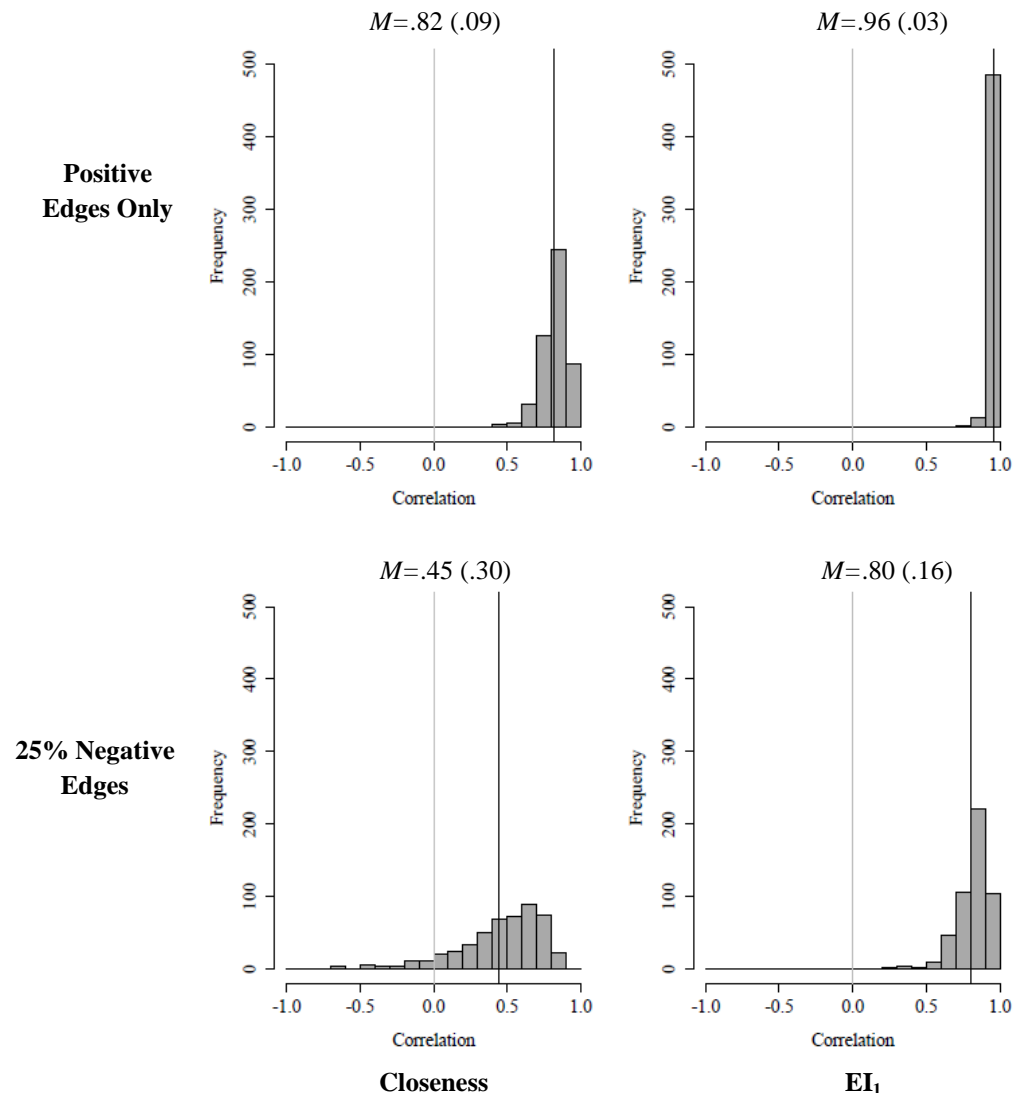 M=.82 (.09)
M=.96 (.03)
Positive
Edges Only
Frequency
0
100
200
300
400
500
-1.0 -0.5 0.0 0.5 1.0
Correlation
Frequency
0
100
200
300
400
500
-1.0 -0.5 0.0 0.5 1.0
Correlation
M=.45 (.30)
M=.80 (.16)
25% Negative
Edges
Frequency
0
100
200
300
400
500
-1.0 -0.5 0.0 0.5 1.0
Correlation
Closeness
Frequency
0
100
200
300
400
500
-1.0 -0.5 0.0 0.5 1.0
Correlation
EI₁